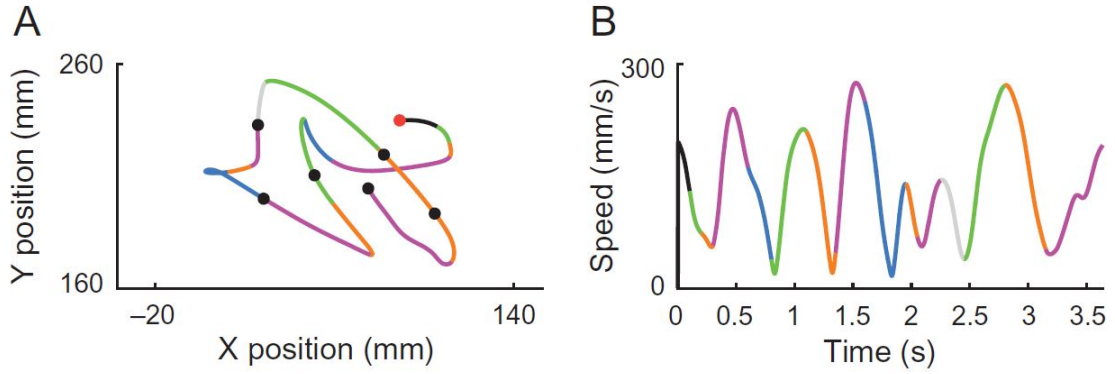 A
260
Y position (mm)
160
–20
140
X position (mm)
B
300
Speed (mm/s)
0
0 0.5 1 1.5 2 2.5 3 3.5
Time (s)